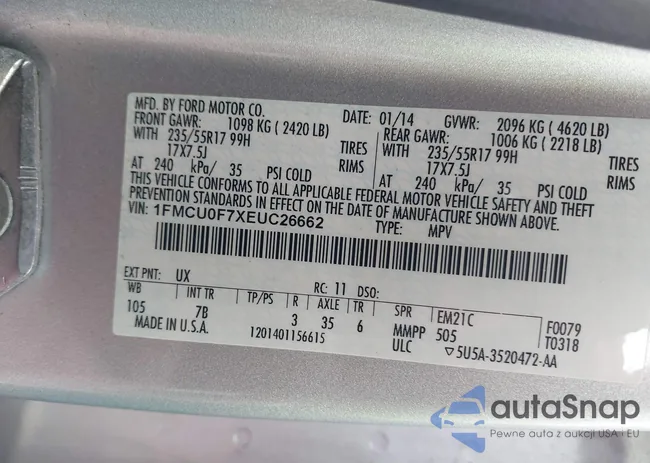 MFD. BY FORD MOTOR CO.
DATE: 01/14 GVWR: 2096 KG (4620 LB)
FRONT GAWR: 1098 KG (2420 LB) REAR GAWR: 1006 KG (2218 LB)
WITH 235/55R17 99H TIRES WITH 235/55R17 99H TIRES
17X7.5J RIMS 17X7.5J RIMS
AT 240 kPa/ 35 PSI COLD AT 240 kPa/ 35 PSI COLD
THIS VEHICLE CONFORMS TO ALL APPLICABLE FEDERAL MOTOR VEHICLE SAFETY AND THEFT
PREVENTION STANDARDS IN EFFECT ON THE DATE OF MANUFACTURE SHOWN ABOVE.
VIN: 1FMCU0F7XEUC26662 TYPE: MPV
EXT PNT: UX RC: 11 DSO:
WB INT TR TP/PS R AXLE TR SPR EM21C F0079
105 7B 3 35 6 MMPP 505 T0318
MADE IN U.S.A. 1201401156615 ULC ▽5U5A-3520472-AA
autaSnap
Pewne auta z aukcji USA i EU